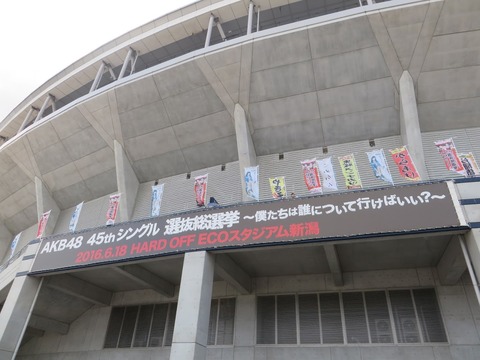 AKB48 45thシングル 選抜総選挙 ～僕たちは誰について行けばいい?～
2016.6.18 HARD OFF ECOスタジアム新潟